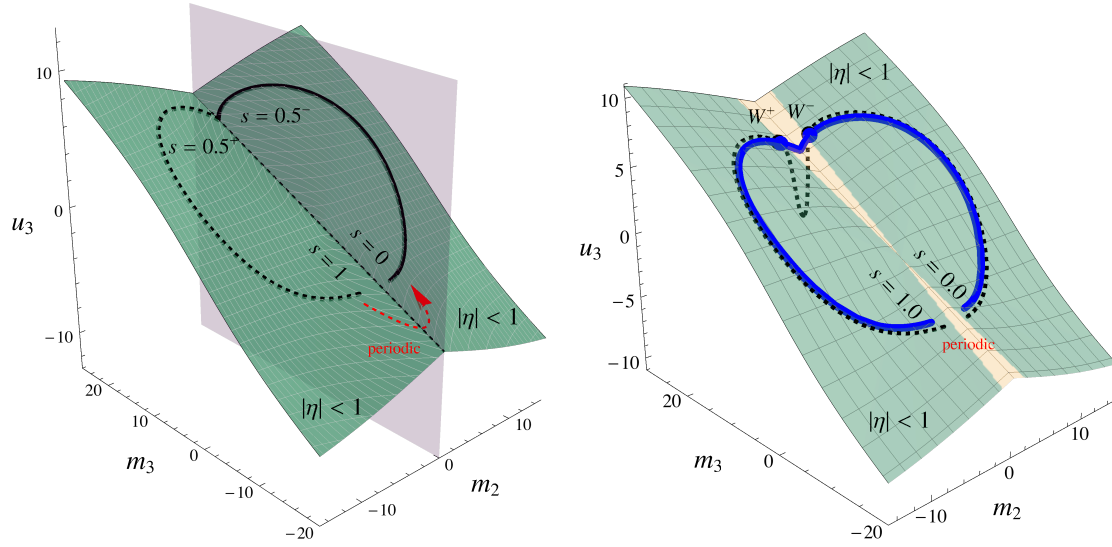 10
0
−10
u₃
20
10
0
−10
−20
m₃
−10
0
10
m₂
s = 0.5⁻
s = 0.5⁺
s = 0
s = 1
|η| < 1
periodic
|η| < 1
10
5
0
−5
−10
u₃
20
0
−20
m₃
−10
0
10
m₂
|η| < 1
W⁺ W⁻
s = 0.0
s = 1.0
periodic
|η| < 1